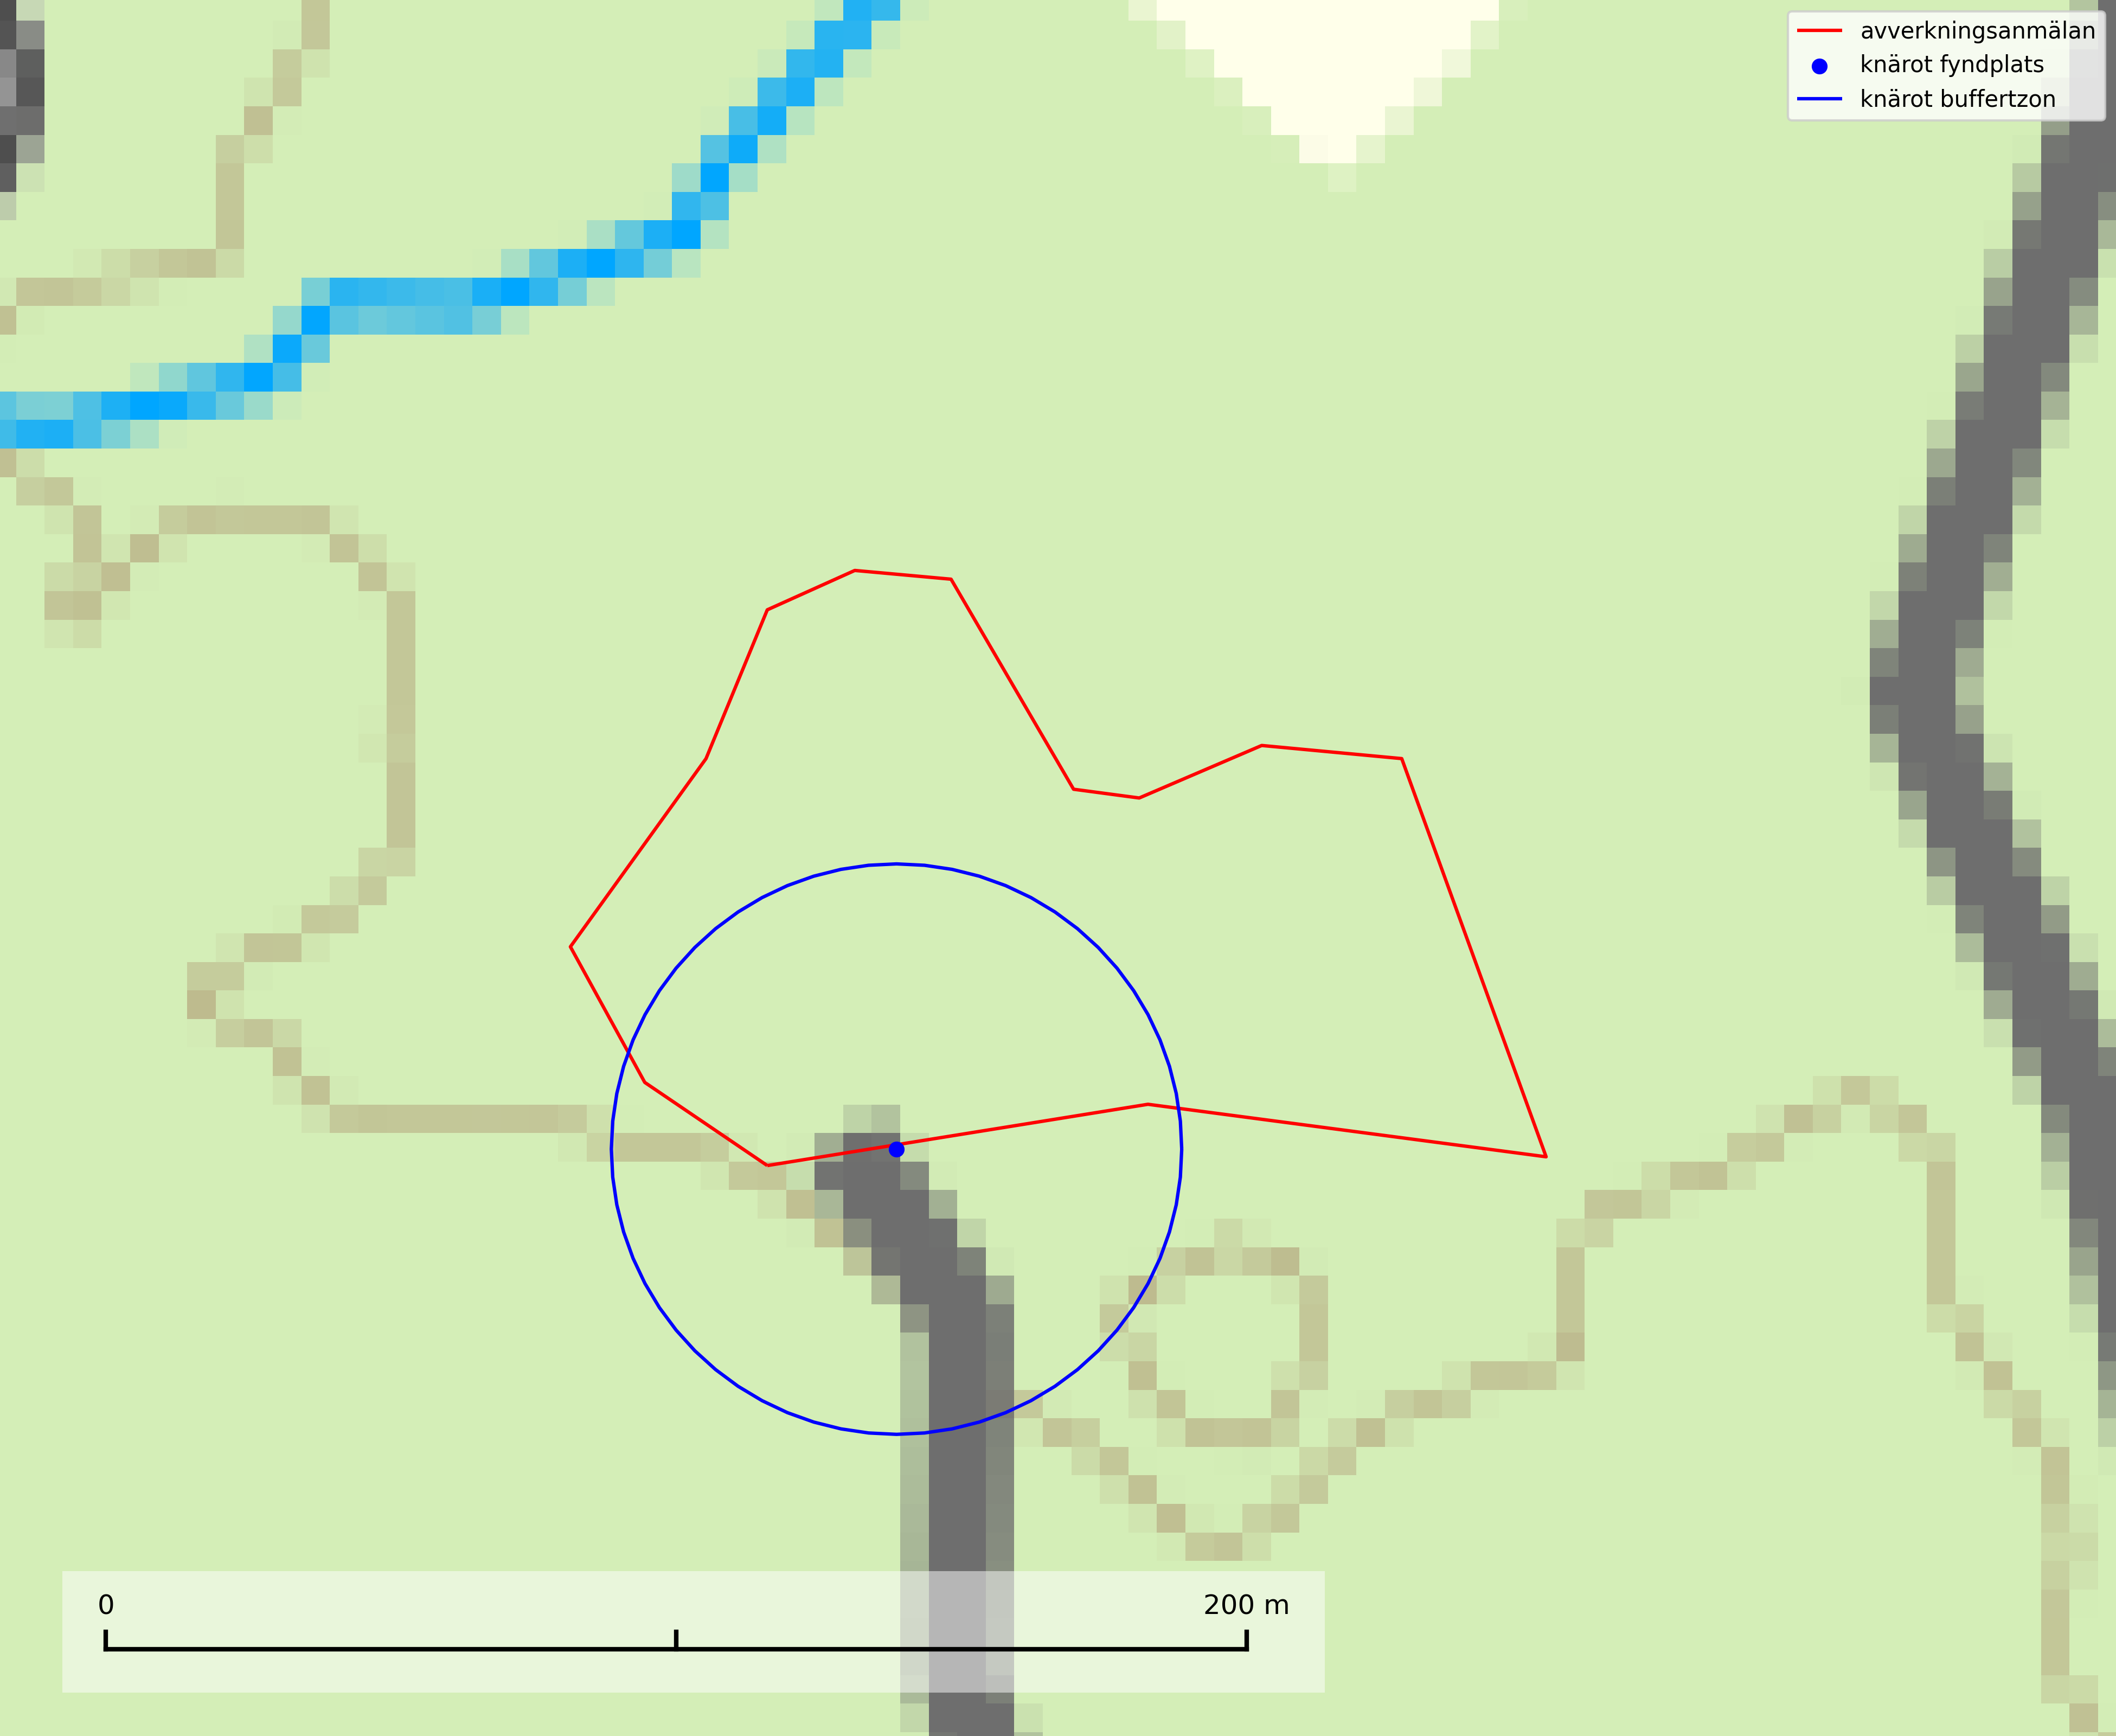 avverkningsanmälan
knärot fyndplats
knärot buffertzon
0 200 m